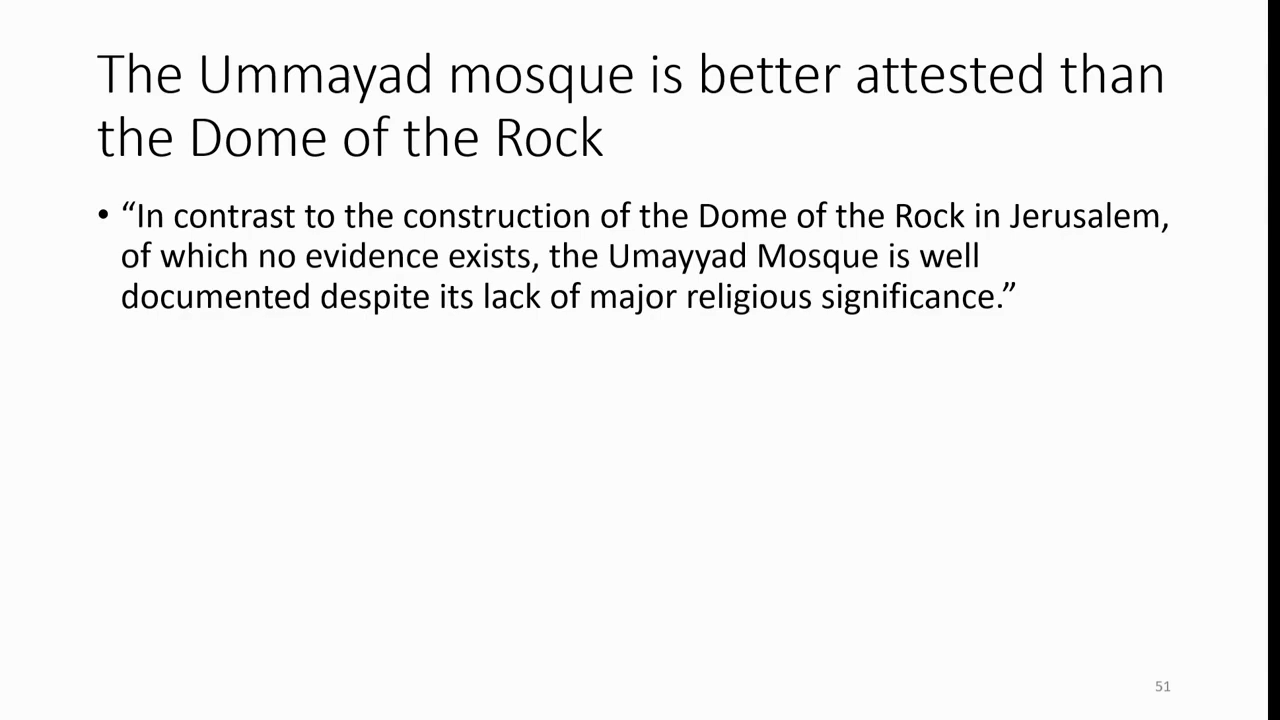 The Ummayad mosque is better attested than
the Dome of the Rock
• “In contrast to the construction of the Dome of the Rock in Jerusalem,
of which no evidence exists, the Umayyad Mosque is well
documented despite its lack of major religious significance.”
51